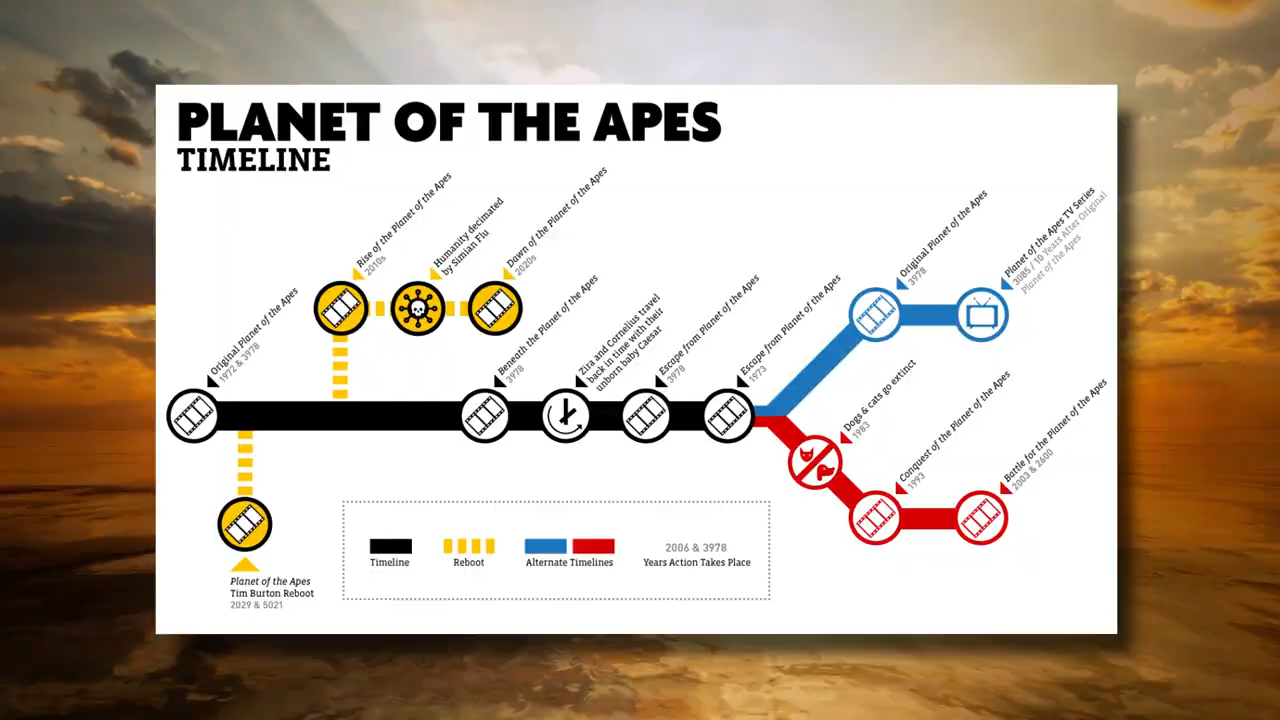 PLANET OF THE APES
TIMELINE
Original Planet of the Apes
1972 & 3978
Rise of the Planet of the Apes
2010s
Humanity decimated
by Simian Flu
Dawn of the Planet of the Apes
2020s
Beneath the Planet of the Apes
3978
Zira and Cornelius travel
back in time with their
unborn baby Caesar
Escape from Planet of the Apes
3978
Escape from Planet of the Apes
1973
Original Planet of the Apes
3978
Planet of the Apes TV Series
3085 / 10 Years After Original
Planet of the Apes
Dogs & cats go extinct
1983
Conquest of the Planet of the Apes
1993
Battle for the Planet of the Apes
2003 & 2600
Planet of the Apes
Tim Burton Reboot
2029 & 5021
Timeline
Reboot
Alternate Timelines
2006 & 3978
Years Action Takes Place